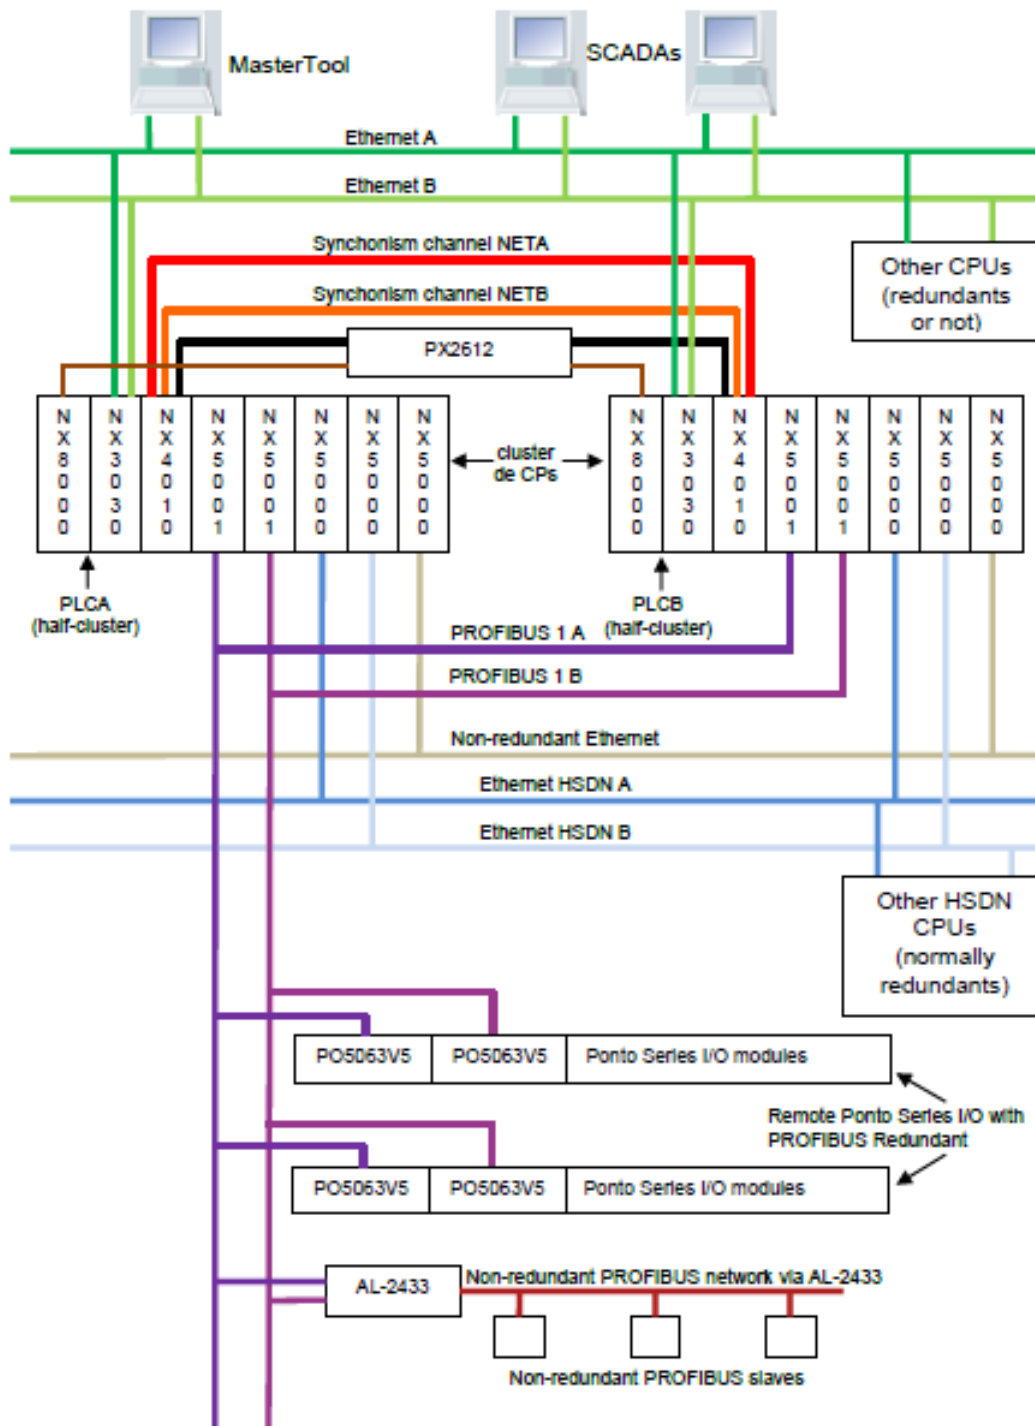 MasterTool
SCADAs
Ethernet A
Ethernet B
Synchonism channel NETA
Synchonism channel NETB
Other CPUs
(redundants
or not)
PX2612
NX8000
NX3030
NX4010
NX5001
NX5001
NX5000
NX5000
NX5000
cluster
de CPs
NX8000
NX3030
NX4010
NX5001
NX5001
NX5000
NX5000
NX5000
PLCA
(half-cluster)
PLCB
(half-cluster)
PROFIBUS 1 A
PROFIBUS 1 B
Non-redundant Ethernet
Ethernet HSDN A
Ethernet HSDN B
Other HSDN
CPUs
(normally
redundants)
PO5063V5
PO5063V5
Ponto Series I/O modules
Remote Ponto Series I/O with
PROFIBUS Redundant
PO5063V5
PO5063V5
Ponto Series I/O modules
AL-2433
Non-redundant PROFIBUS network via AL-2433
Non-redundant PROFIBUS slaves